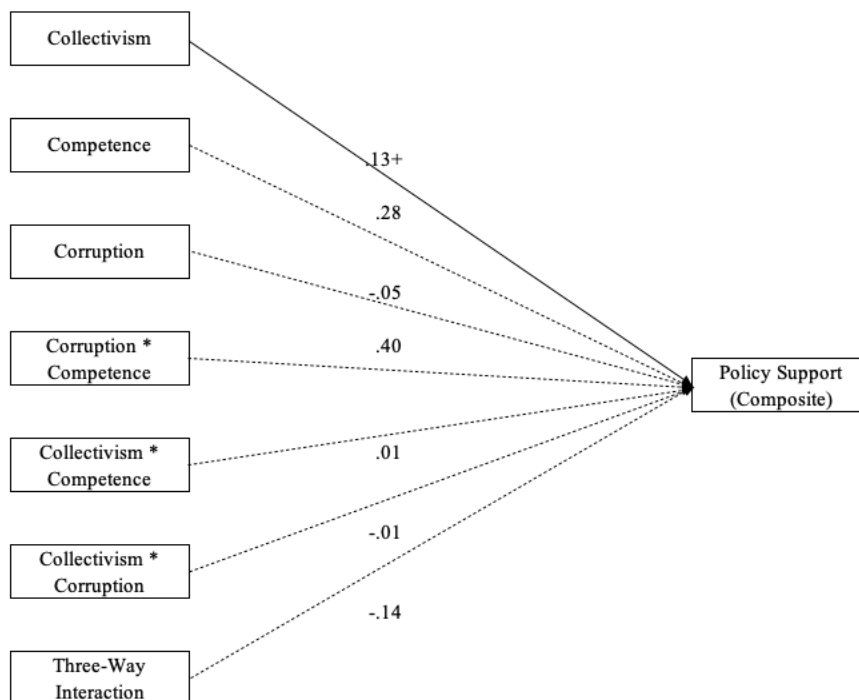 Collectivism
Competence
.13+
.28
Corruption
-.05
Corruption *
Competence
.40
Policy Support
(Composite)
Collectivism *
Competence
.01
Collectivism *
Corruption
-.01
-.14
Three-Way
Interaction